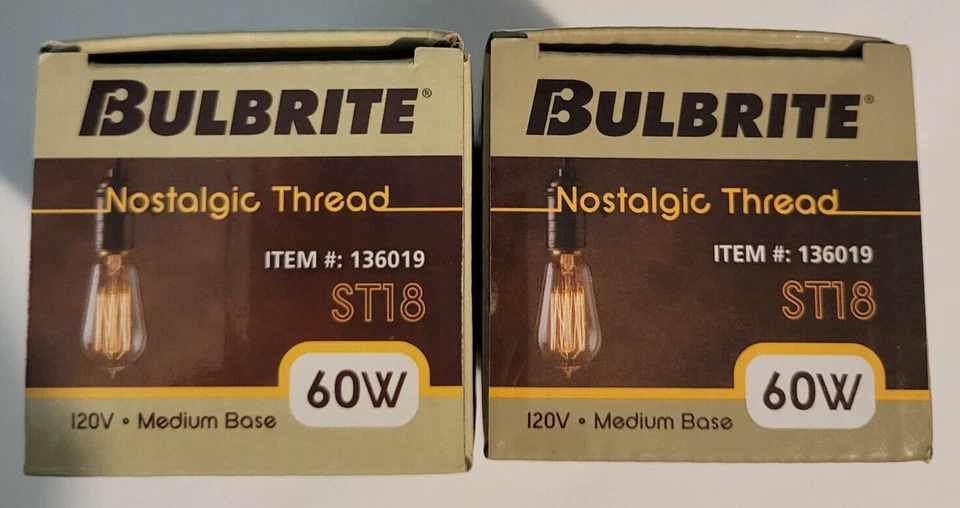 BULBRITE®
Nostalgic Thread
ITEM #: 136019
ST18
60W
120V • Medium Base
BULBRITE®
Nostalgic Thread
ITEM #: 136019
ST18
60W
120V • Medium Base